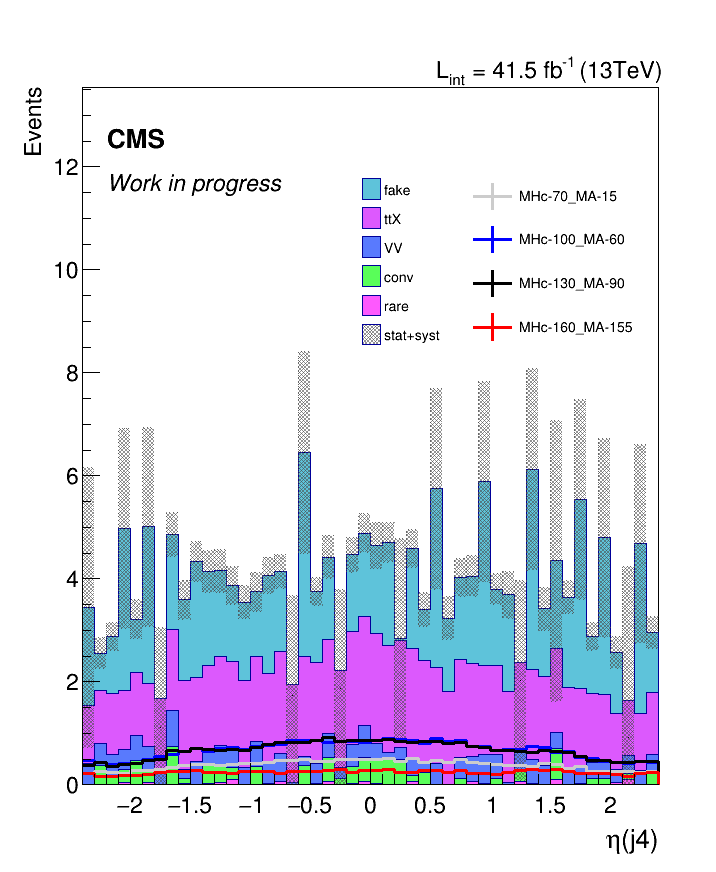 L_int = 41.5 fb^-1 (13TeV)
Events
CMS
Work in progress
fake
ttX
VV
conv
rare
stat+syst
MHc-70_MA-15
MHc-100_MA-60
MHc-130_MA-90
MHc-160_MA-155
12
10
8
6
4
2
0
−2 −1.5 −1 −0.5 0 0.5 1 1.5 2
η(j4)